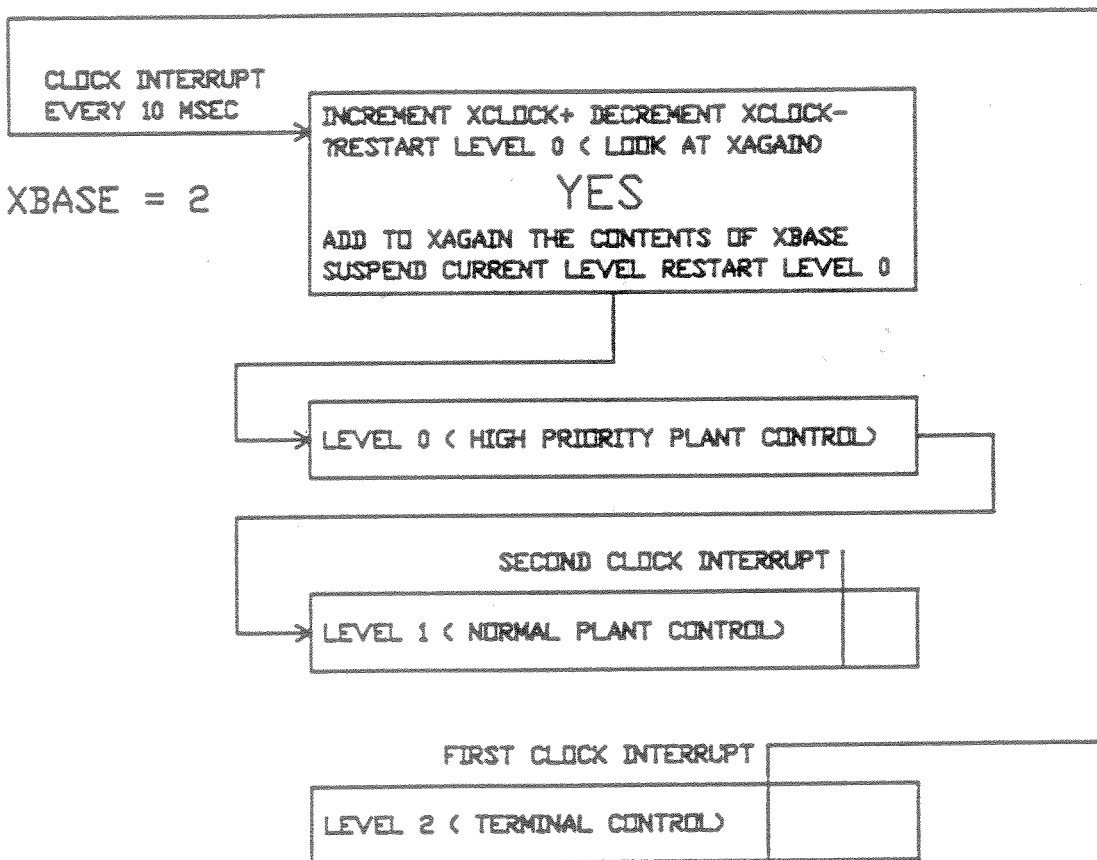 CLOCK INTERRUPT
EVERY 10 MSEC
INCREMENT XCLOCK+ DECREMENT XCLOCK-
?RESTART LEVEL 0 ( LOOK AT XAGAIN)
XBASE = 2
YES
ADD TO XAGAIN THE CONTENTS OF XBASE
SUSPEND CURRENT LEVEL RESTART LEVEL 0
LEVEL 0 ( HIGH PRIORITY PLANT CONTROL)
SECOND CLOCK INTERRUPT
LEVEL 1 ( NORMAL PLANT CONTROL)
FIRST CLOCK INTERRUPT
LEVEL 2 ( TERMINAL CONTROL)